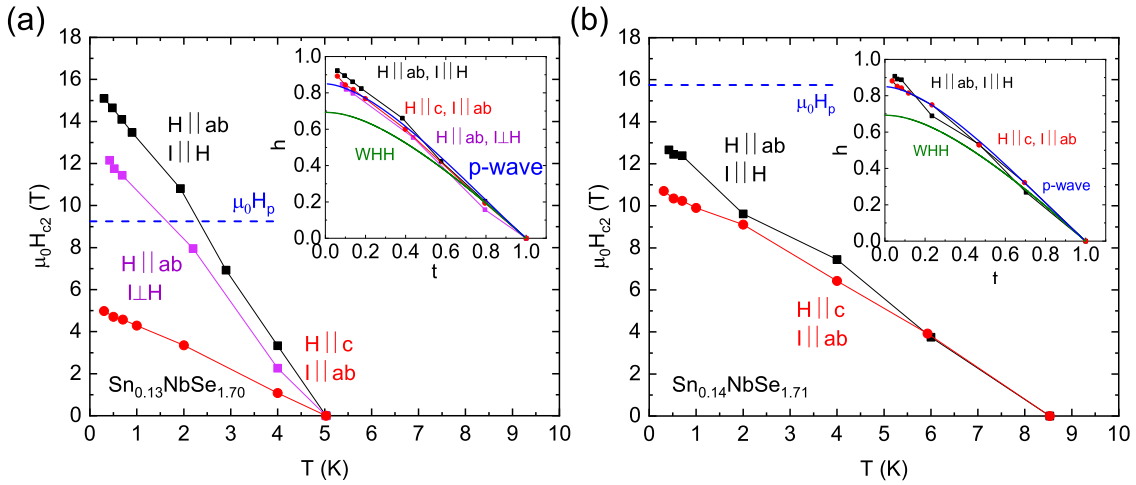 (a)
18
16
14
12
10
8
6
4
2
0
μ₀H_c2 (T)
0 1 2 3 4 5 6 7 8 9 10
T (K)
H||ab
I||H
μ₀H_p
H||ab
I⊥H
H||c
I||ab
Sn₀.₁₃NbSe₁.₇₀
1.0
0.8
0.6
0.4
0.2
0.0
h
0.0 0.2 0.4 0.6 0.8 1.0
t
H||ab, I||H
H||c, I||ab
H||ab, I⊥H
WHH
p-wave
(b)
18
16
14
12
10
8
6
4
2
0
μ₀H_c2 (T)
0 1 2 3 4 5 6 7 8 9 10
T (K)
μ₀H_p
H||ab
I||H
H||c
I||ab
Sn₀.₁₄NbSe₁.₇₁
1.0
0.8
0.6
0.4
0.2
0.0
h
0.0 0.2 0.4 0.6 0.8 1.0
t
H||ab, I||H
H||c, I||ab
WHH
p-wave